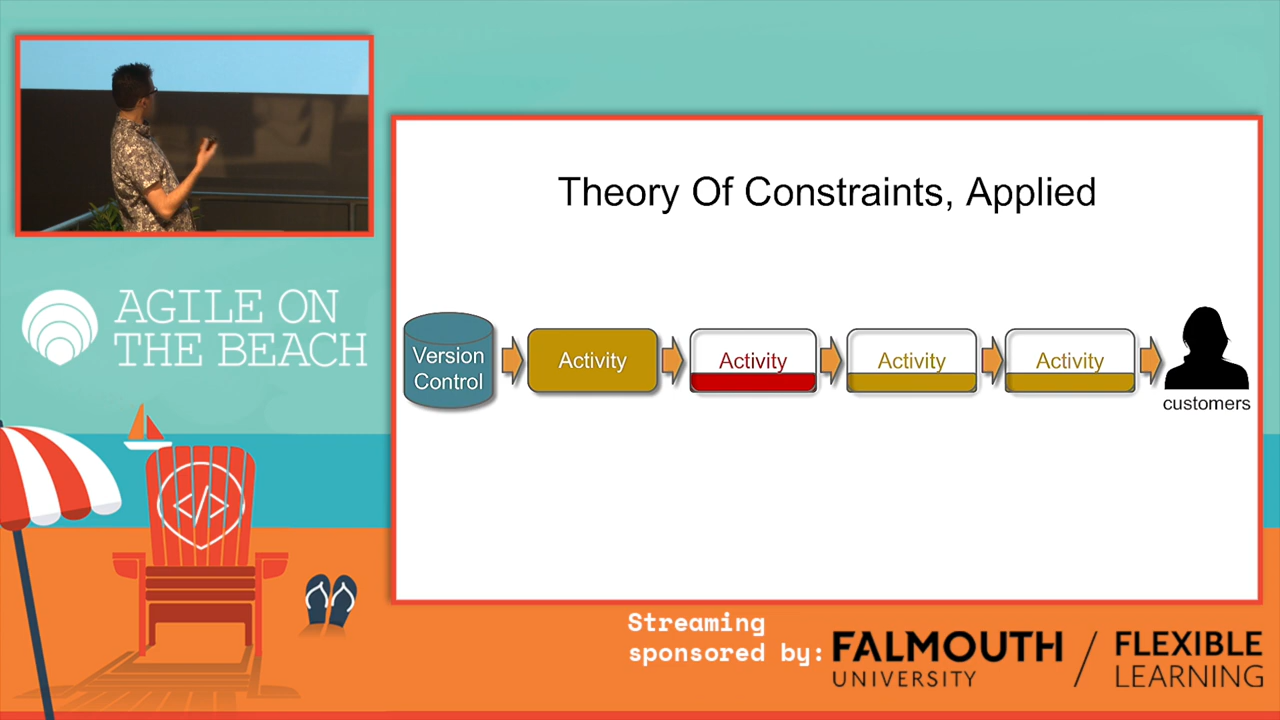 Theory Of Constraints, Applied
Version
Control
Activity
Activity
Activity
Activity
customers
AGILE ON
THE BEACH
</>
Streaming
sponsored by:
FALMOUTH
UNIVERSITY
/
FLEXIBLE
LEARNING